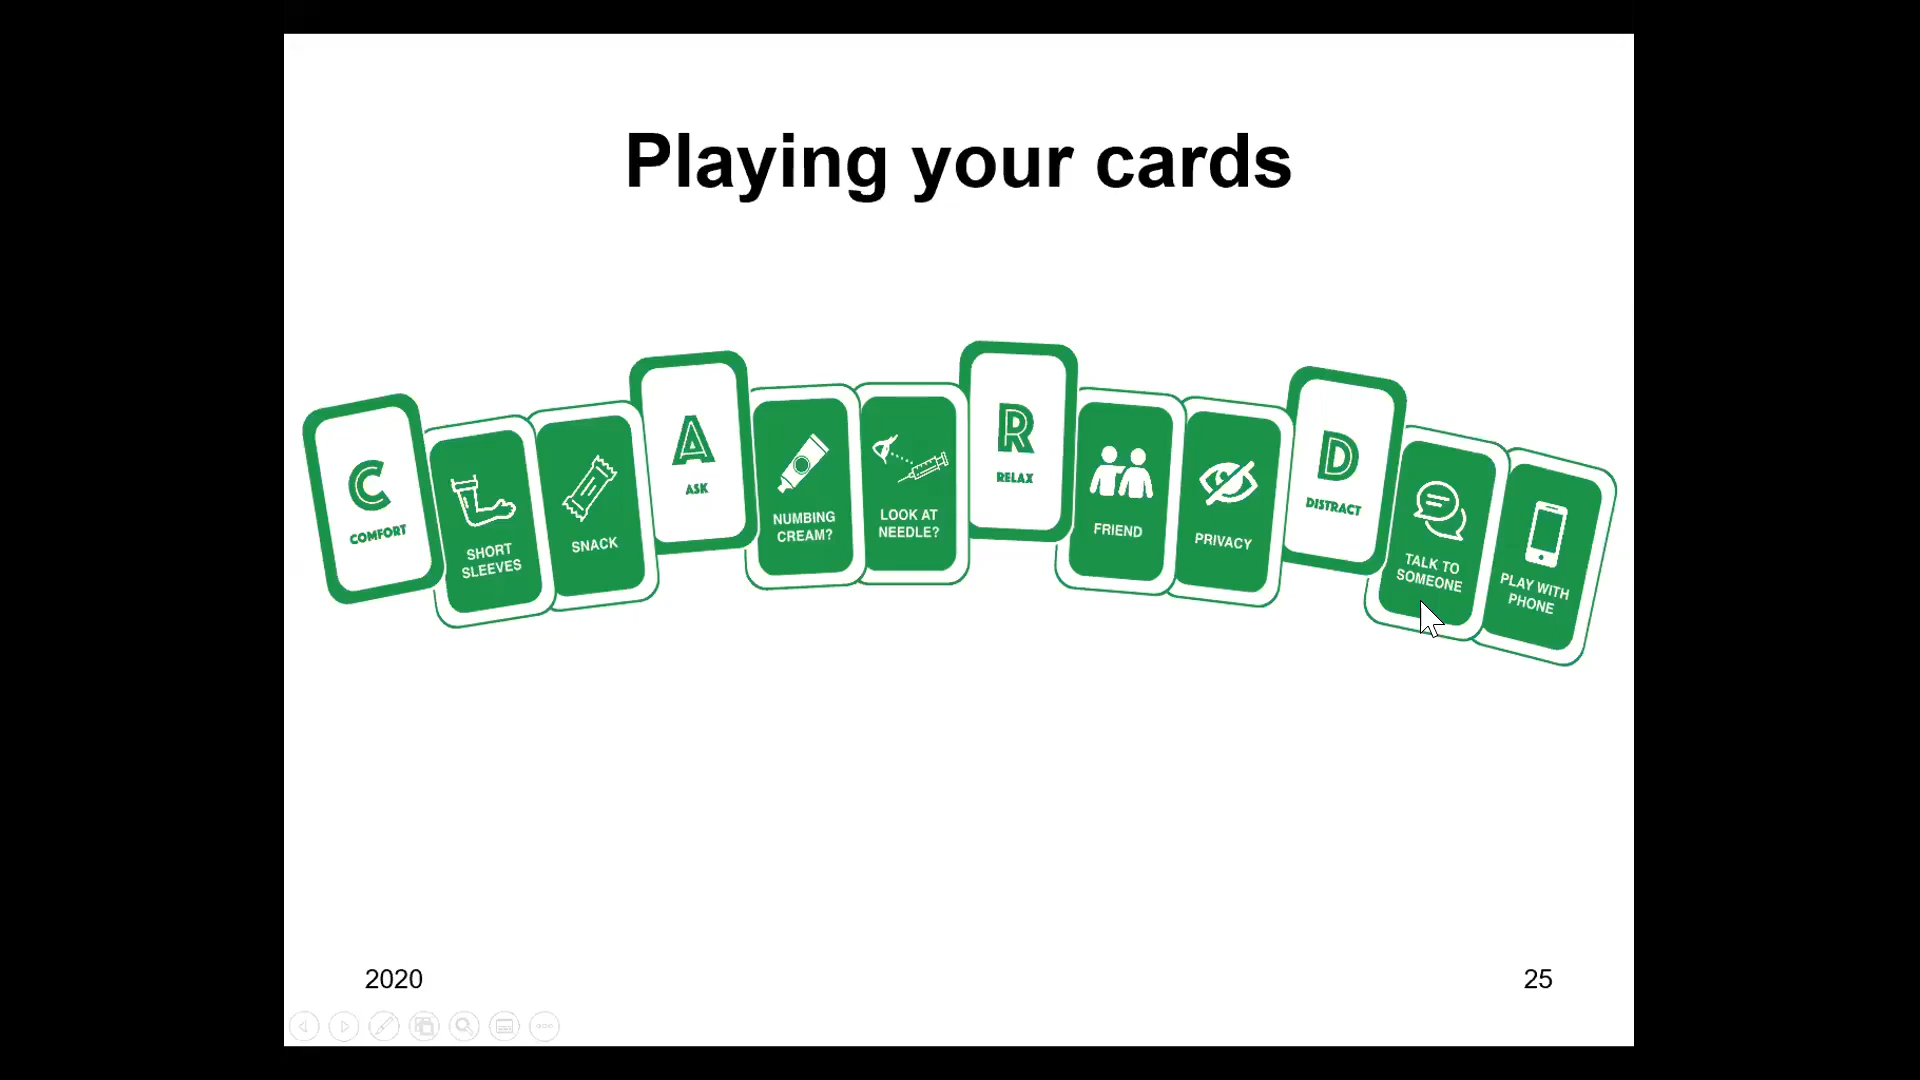 Playing your cards
C
COMFORT
SHORT
SLEEVES
SNACK
A
ASK
NUMBING
CREAM?
LOOK AT
NEEDLE?
R
RELAX
FRIEND
PRIVACY
D
DISTRACT
TALK TO
SOMEONE
PLAY WITH
PHONE
2020
25